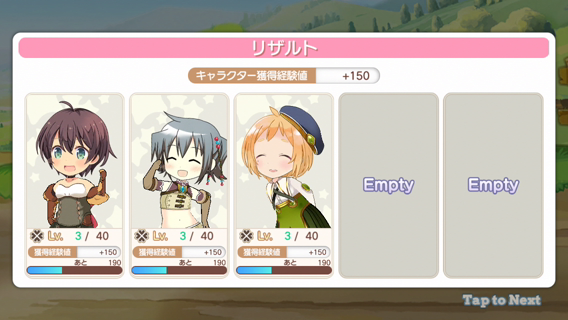 リザルト
キャラクター獲得経験値 +150
Lv. 3 / 40
獲得経験値 +150
あと 190
Lv. 3 / 40
獲得経験値 +150
あと 190
Lv. 3 / 40
獲得経験値 +150
あと 190
Empty
Empty
Tap to Next